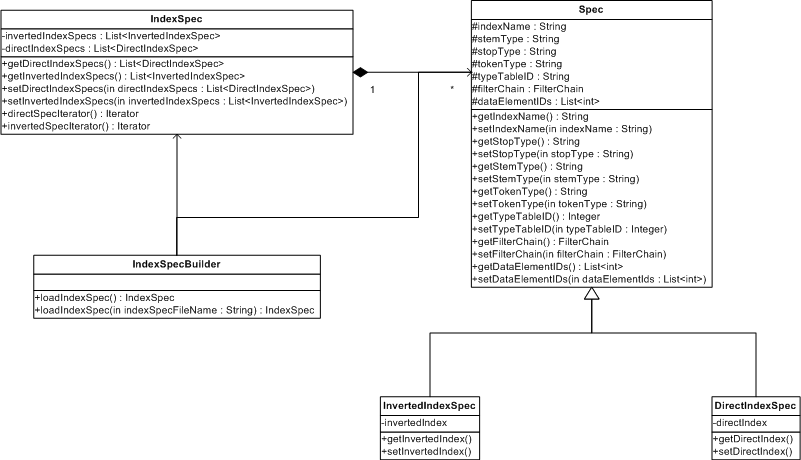 IndexSpec
-invertedIndexSpecs : List<InvertedIndexSpec>
-directIndexSpecs : List<DirectIndexSpec>
+getDirectIndexSpecs() : List<DirectIndexSpec>
+getInvertedIndexSpecs() : List<InvertedIndexSpec>
+setDirectIndexSpecs(in directIndexSpecs : List<DirectIndexSpec>)
+setInvertedIndexSpecs(in invertedIndexSpecs : List<InvertedIndexSpec>)
+directSpecIterator() : Iterator
+invertedSpecIterator() : Iterator
1
*
Spec
#indexName : String
#stemType : String
#stopType : String
#tokenType : String
#typeTableID : String
#filterChain : FilterChain
#dataElementIDs : List<int>
+getIndexName() : String
+setIndexName(in indexName : String)
+getStopType() : String
+setStopType(in stopType : String)
+getStemType() : String
+setStemType(in stemType : String)
+getTokenType() : String
+setTokenType(in tokenType : String)
+getTypeTableID() : Integer
+setTypeTableID(in typeTableID : Integer)
+getFilterChain() : FilterChain
+setFilterChain(in filterChain : FilterChain)
+getDataElementIDs() : List<int>
+setDataElementIDs(in dataElementIds : List<int>)
IndexSpecBuilder
+loadIndexSpec() : IndexSpec
+loadIndexSpec(in indexSpecFileName : String) : IndexSpec
InvertedIndexSpec
-invertedIndex
+getInvertedIndex()
+setInvertedIndex()
DirectIndexSpec
-directIndex
+getDirectIndex()
+setDirectIndex()